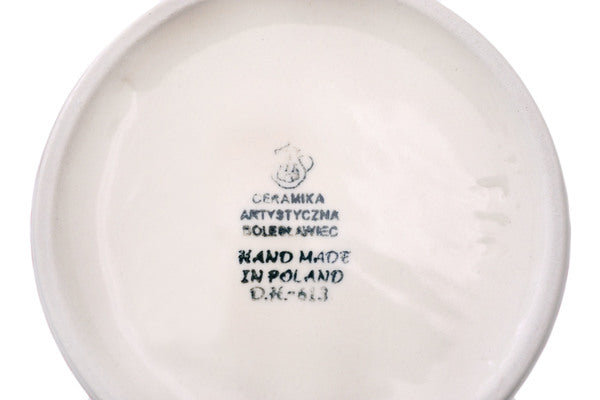 CERAMIKA
ARTYSTYCZNA
BOLESŁAWIEC
HAND MADE
IN POLAND
D.N.-613